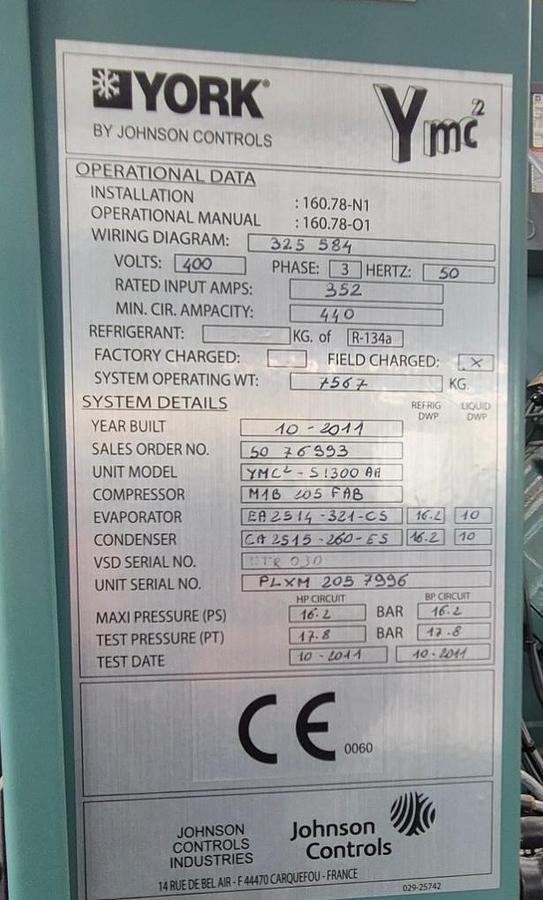 YORK®
BY JOHNSON CONTROLS
Ymc²
OPERATIONAL DATA
INSTALLATION : 160.78-N1
OPERATIONAL MANUAL : 160.78-O1
WIRING DIAGRAM: 325 584
VOLTS: 400 PHASE: 3 HERTZ: 50
RATED INPUT AMPS: 352
MIN. CIR. AMPACITY: 440
REFRIGERANT: KG. of R-134a
FACTORY CHARGED: FIELD CHARGED: X
SYSTEM OPERATING WT: 7567 KG.
SYSTEM DETAILS REFRIG DWP LIQUID DWP
YEAR BUILT 10-2011
SALES ORDER NO. 50 76993
UNIT MODEL YMC²-S1300 AA
COMPRESSOR M1B 205 FAB
EVAPORATOR EA2514-321-CS 16.2 10
CONDENSER CA2515-260-ES 16.2 10
VSD SERIAL NO. 030
UNIT SERIAL NO. PLXM 205 7996
HP CIRCUIT BP CIRCUIT
MAXI PRESSURE (PS) 16.2 BAR 16.2
TEST PRESSURE (PT) 17.8 BAR 17.8
TEST DATE 10-2011 10-2011
CE 0060
JOHNSON
CONTROLS
INDUSTRIES
Johnson
Controls
14 RUE DE BEL AIR - F 44470 CARQUEFOU - FRANCE
029-25742